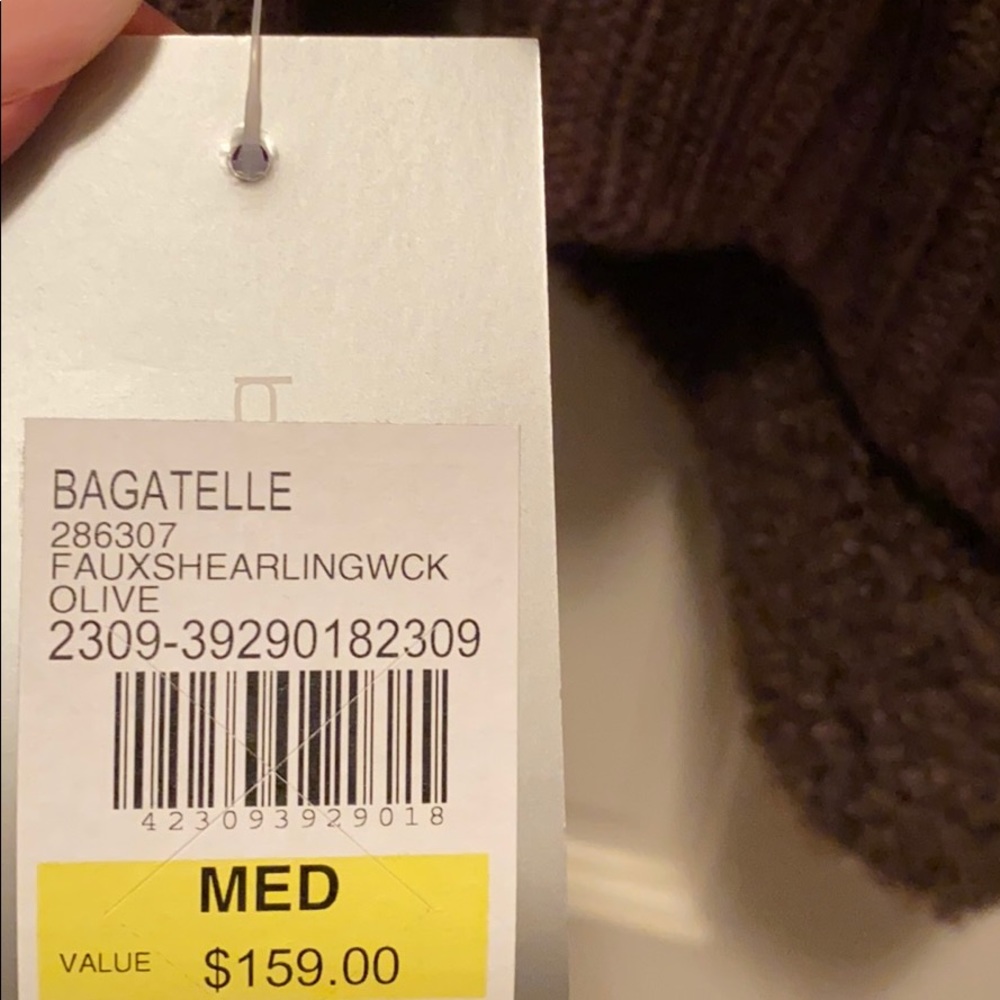 BAGATELLE
286307
FAUXSHEARLINGWCK
OLIVE
2309-39290182309
423093929018
MED
VALUE $159.00